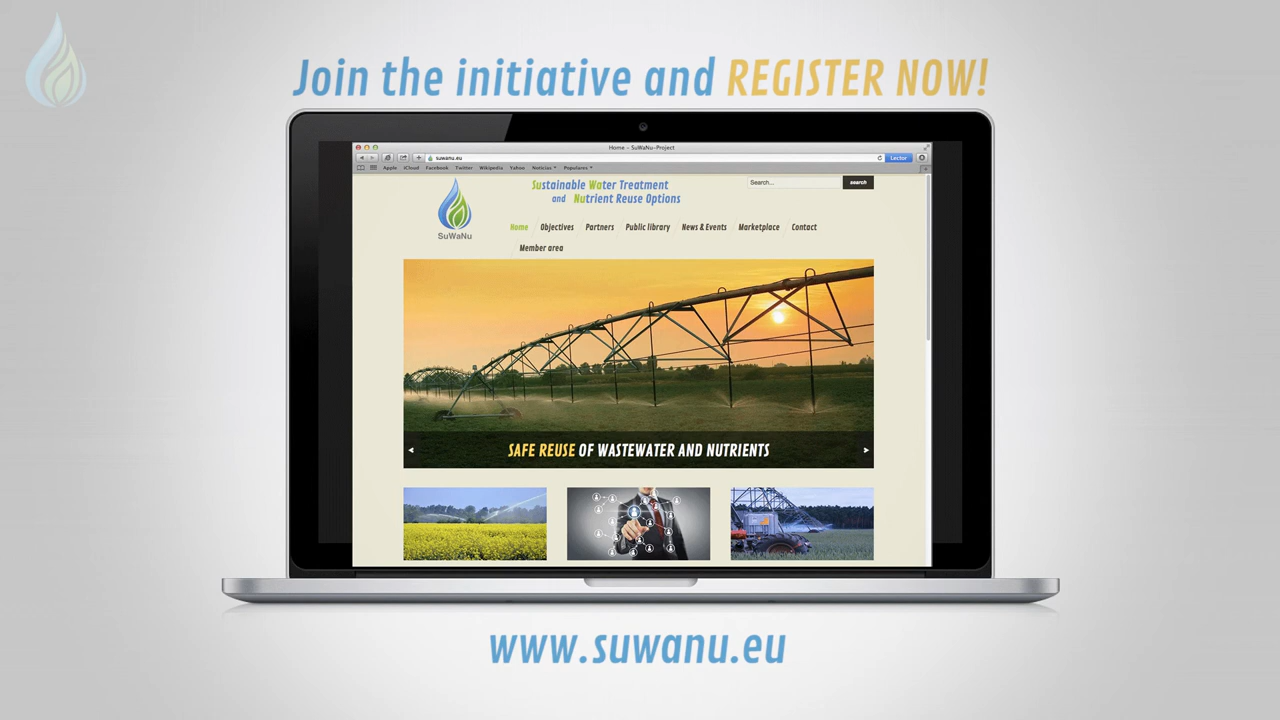 Join the initiative and REGISTER NOW!
Home – SuWaNu-Project
suwanu.eu
Lector
Apple iCloud Facebook Twitter Wikipedia Yahoo Noticias Populares
Sustainable Water Treatment
and Nutrient Reuse Options
Search...
search
SuWaNu
Home Objectives Partners Public library News & Events Marketplace Contact
Member area
SAFE REUSE OF WASTEWATER AND NUTRIENTS
www.suwanu.eu